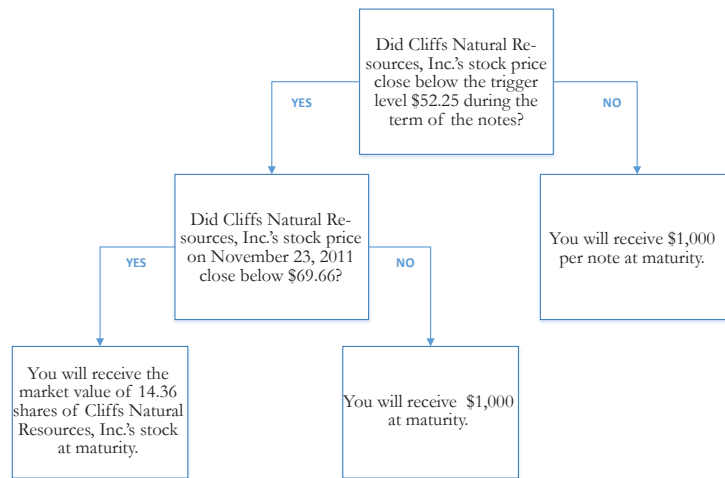 Did Cliffs Natural Re-
sources, Inc.'s stock price
close below the trigger
level $52.25 during the
term of the notes?
YES
NO
Did Cliffs Natural Re-
sources, Inc.'s stock price
on November 23, 2011
close below $69.66?
You will receive $1,000
per note at maturity.
YES
NO
You will receive the
market value of 14.36
shares of Cliffs Natural
Resources, Inc.'s stock
at maturity.
You will receive $1,000
at maturity.